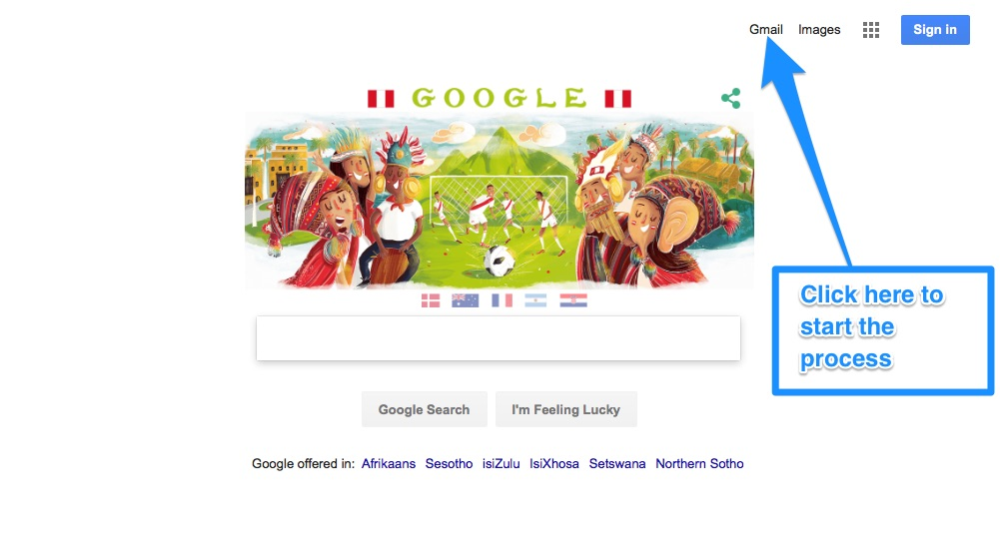 Gmail Images Sign in
GOOGLE
Click here to
start the
process
Google Search I'm Feeling Lucky
Google offered in: Afrikaans Sesotho isiZulu IsiXhosa Setswana Northern Sotho